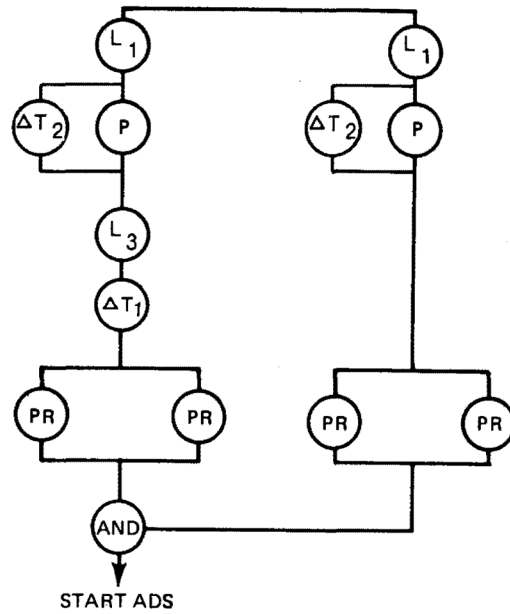 L1 L1
ΔT2 P ΔT2 P
L3
ΔT1
PR PR PR PR
AND
START ADS